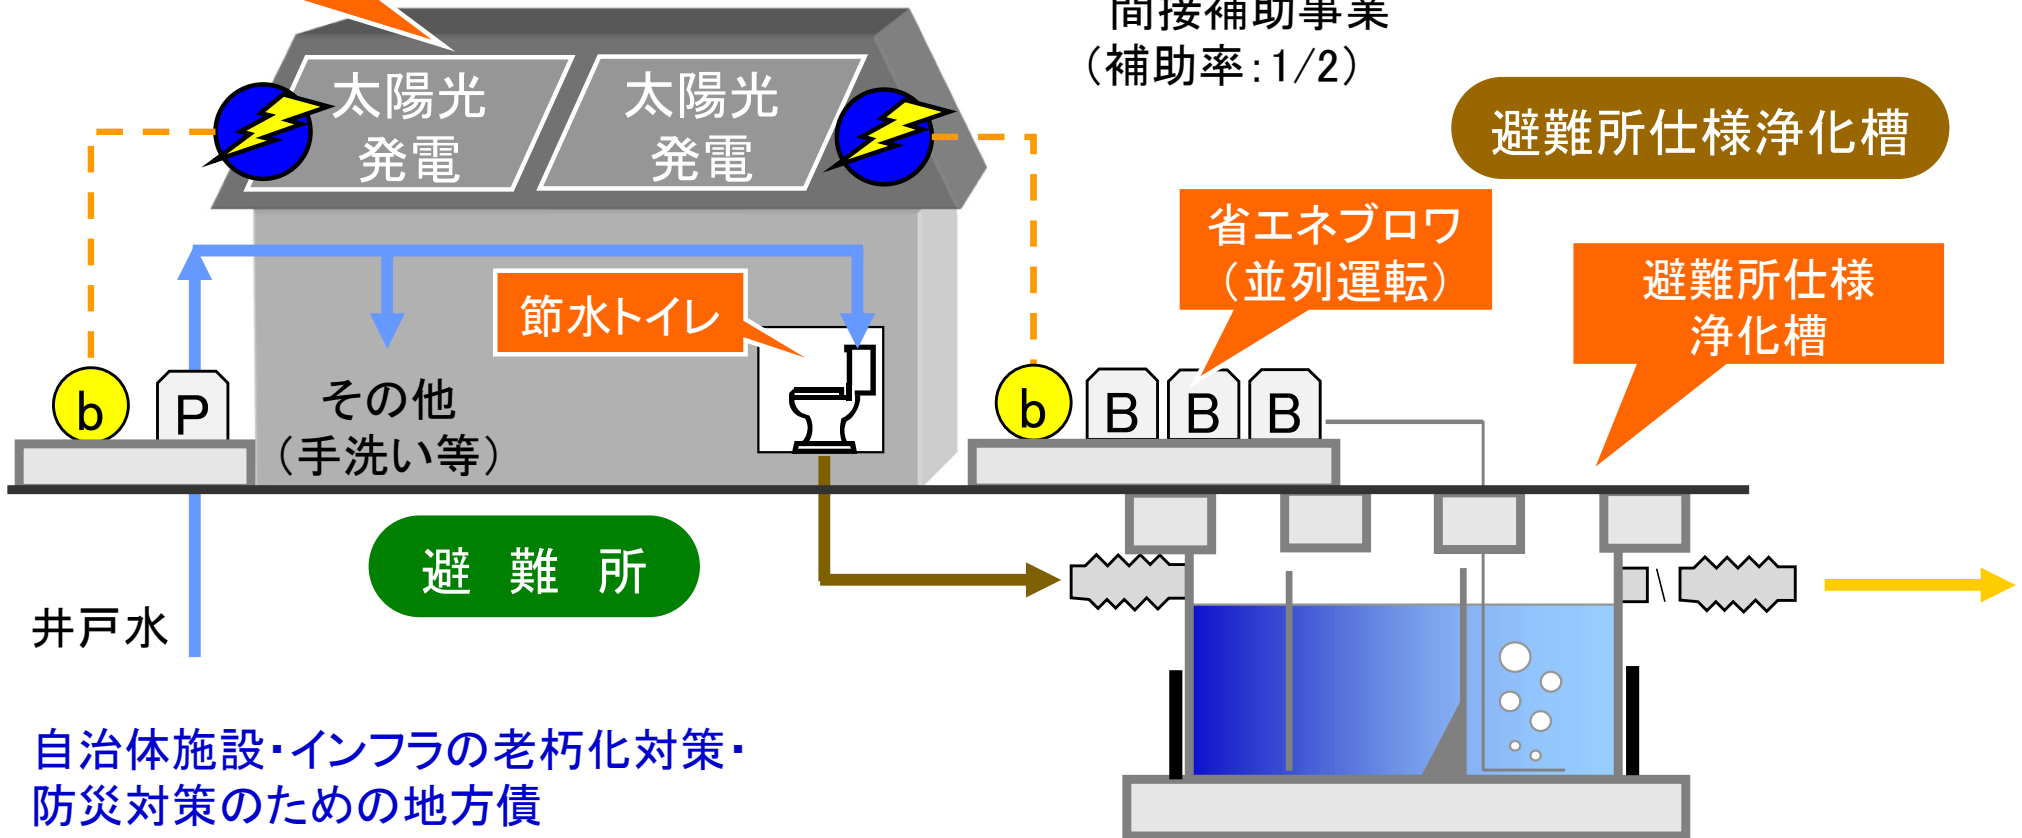 間接補助事業
（補助率：1/2）
太陽光
発電
太陽光
発電
避難所仕様浄化槽
省エネブロワ
（並列運転）
避難所仕様
浄化槽
節水トイレ
b
P
その他
（手洗い等）
b
B
B
B
避 難 所
井戸水
自治体施設・インフラの老朽化対策・
防災対策のための地方債